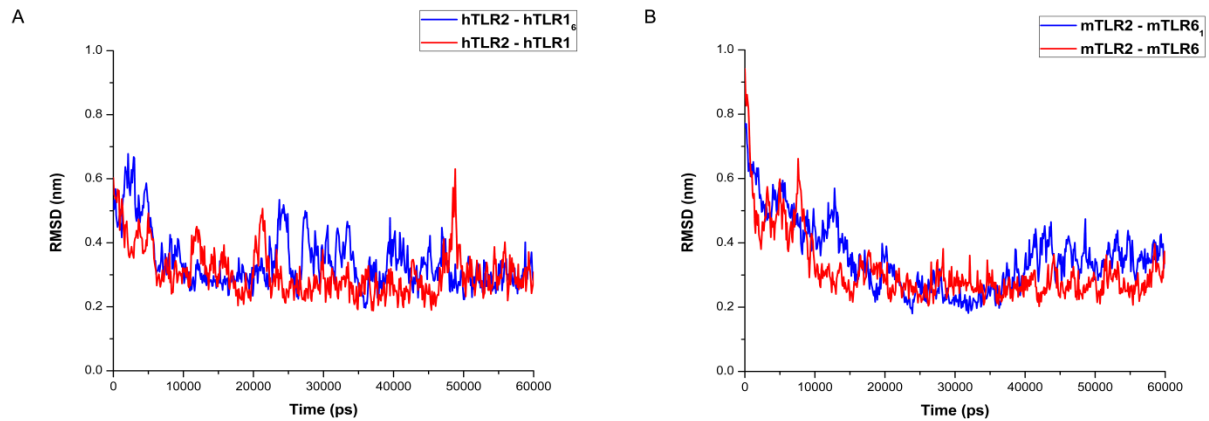 A
hTLR2 - hTLR1₆
hTLR2 - hTLR1
1.0
0.8
0.6
0.4
0.2
0.0
RMSD (nm)
0
10000
20000
30000
40000
50000
60000
Time (ps)
B
mTLR2 - mTLR6₁
mTLR2 - mTLR6
1.0
0.8
0.6
0.4
0.2
0.0
RMSD (nm)
0
10000
20000
30000
40000
50000
60000
Time (ps)